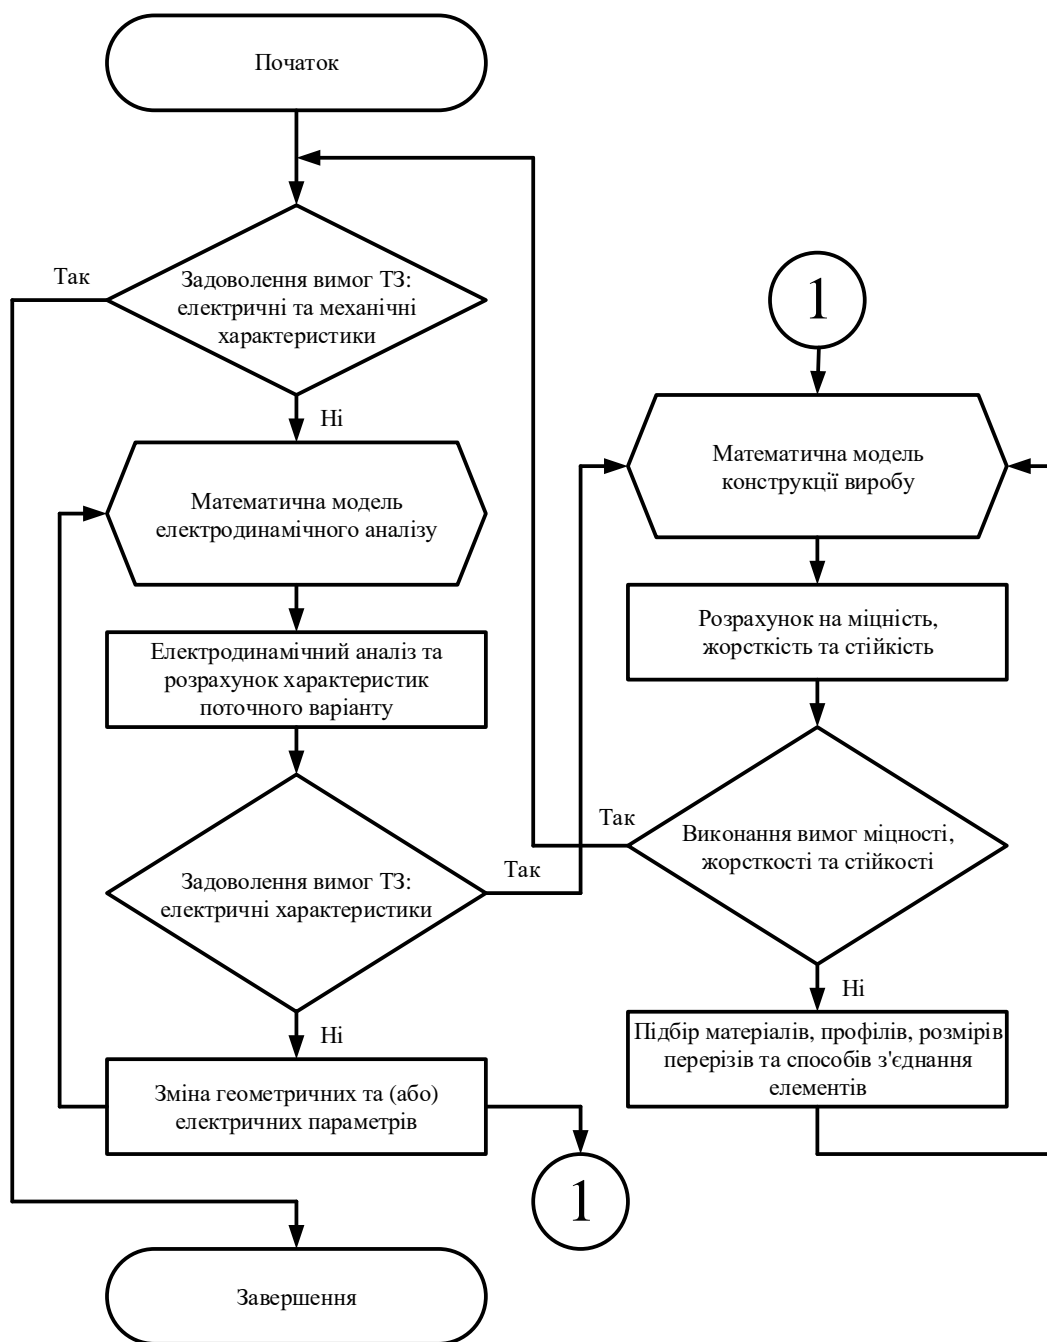 Початок
Так
Задоволення вимог ТЗ:
електричні та механічні
характеристики
Ні
Математична модель
електродинамічного аналізу
Електродинамічний аналіз та
розрахунок характеристик
поточного варіанту
Задоволення вимог ТЗ:
електричні характеристики
Так
Ні
Зміна геометричних та (або)
електричних параметрів
1
Завершення
1
Математична модель
конструкції виробу
Розрахунок на міцність,
жорсткість та стійкість
Так
Виконання вимог міцності,
жорсткості та стійкості
Ні
Підбір матеріалів, профілів, розмірів
перерізів та способів з'єднання
елементів